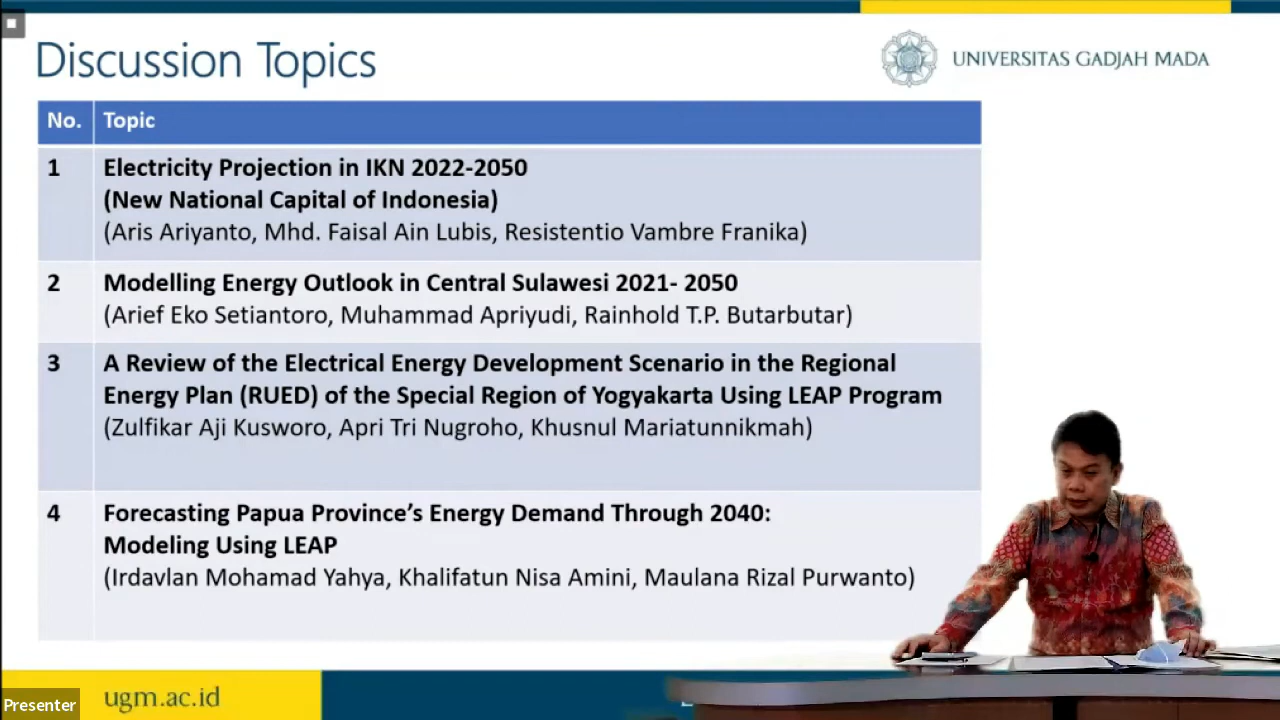 Discussion Topics
UNIVERSITAS GADJAH MADA
No. Topic
1 Electricity Projection in IKN 2022-2050
(New National Capital of Indonesia)
(Aris Ariyanto, Mhd. Faisal Ain Lubis, Resistentio Vambre Franika)
2 Modelling Energy Outlook in Central Sulawesi 2021- 2050
(Arief Eko Setiantoro, Muhammad Apriyudi, Rainhold T.P. Butarbutar)
3 A Review of the Electrical Energy Development Scenario in the Regional
Energy Plan (RUED) of the Special Region of Yogyakarta Using LEAP Program
(Zulfikar Aji Kusworo, Apri Tri Nugroho, Khusnul Mariatunnikmah)
4 Forecasting Papua Province's Energy Demand Through 2040:
Modeling Using LEAP
(Irdavlan Mohamad Yahya, Khalifatun Nisa Amini, Maulana Rizal Purwanto)
ugm.ac.id
Presenter